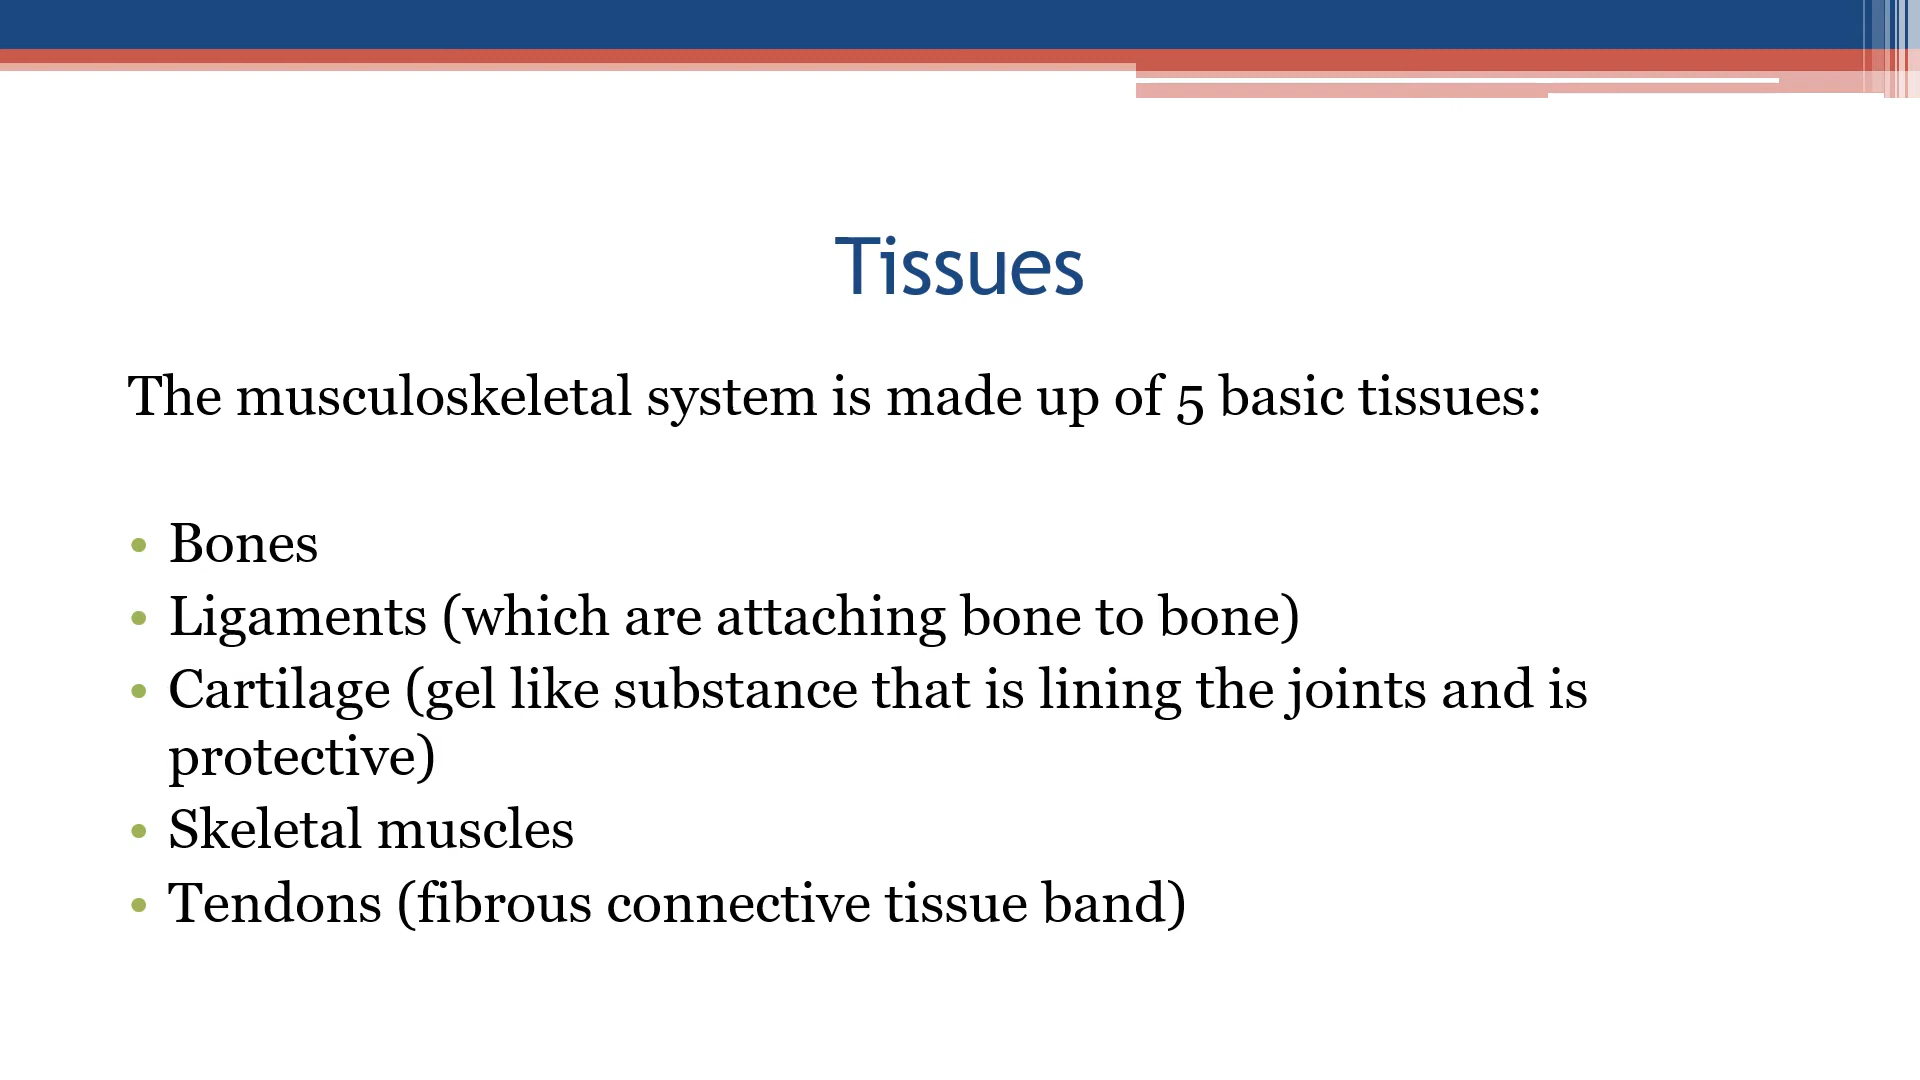 Tissues
The musculoskeletal system is made up of 5 basic tissues:
• Bones
• Ligaments (which are attaching bone to bone)
• Cartilage (gel like substance that is lining the joints and is
protective)
• Skeletal muscles
• Tendons (fibrous connective tissue band)